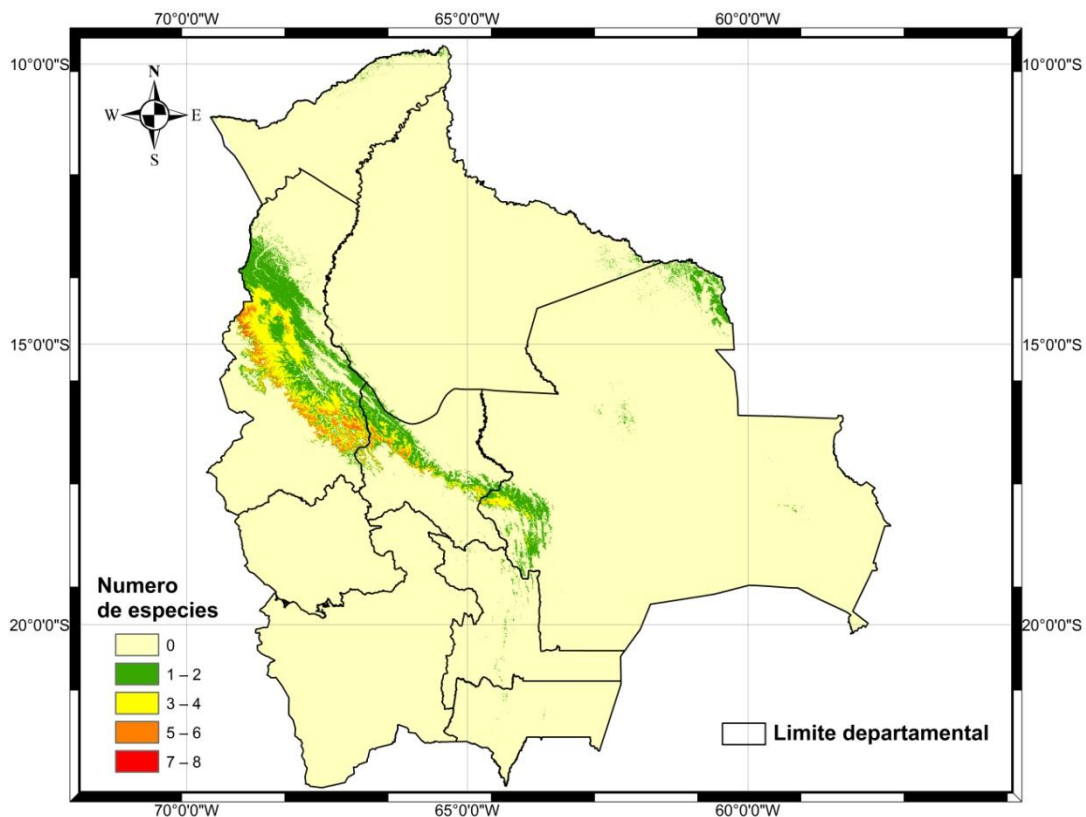 70°0'0"W 65°0'0"W 60°0'0"W
10°0'0"S 10°0'0"S
N
W E
S
15°0'0"S 15°0'0"S
Numero
de especies
20°0'0"S 20°0'0"S
0
1 – 2
3 – 4
5 – 6
Limite departamental
7 – 8
70°0'0"W 65°0'0"W 60°0'0"W